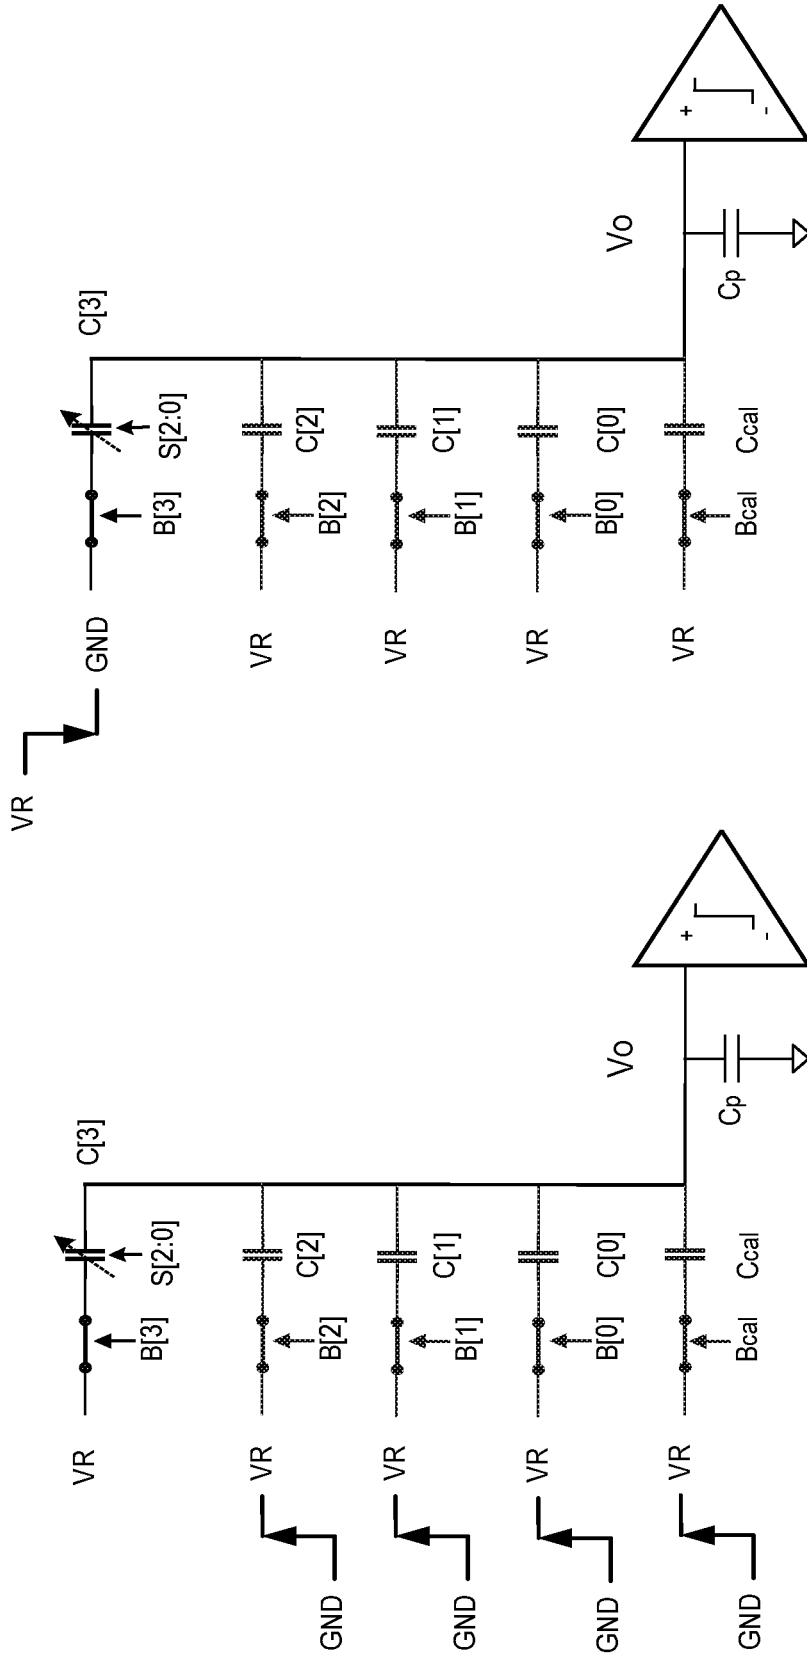 VR
C[3]
B[3]
S[2:0]
VR
GND
B[2]
C[2]
VR
GND
B[1]
C[1]
VR
GND
B[0]
C[0]
Vo
VR
+
Cp
GND
Bcal
Ccal
-
VR
GND
C[3]
B[3]
S[2:0]
VR
B[2]
C[2]
VR
B[1]
C[1]
VR
B[0]
C[0]
Vo
VR
+
Cp
Bcal
Ccal
-